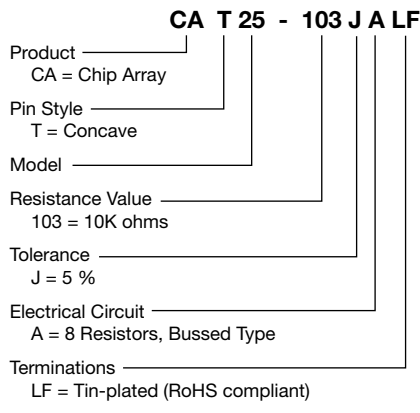 CA T 25 - 103 J A LF
Product
CA = Chip Array
Pin Style
T = Concave
Model
Resistance Value
103 = 10K ohms
Tolerance
J = 5 %
Electrical Circuit
A = 8 Resistors, Bussed Type
Terminations
LF = Tin-plated (RoHS compliant)